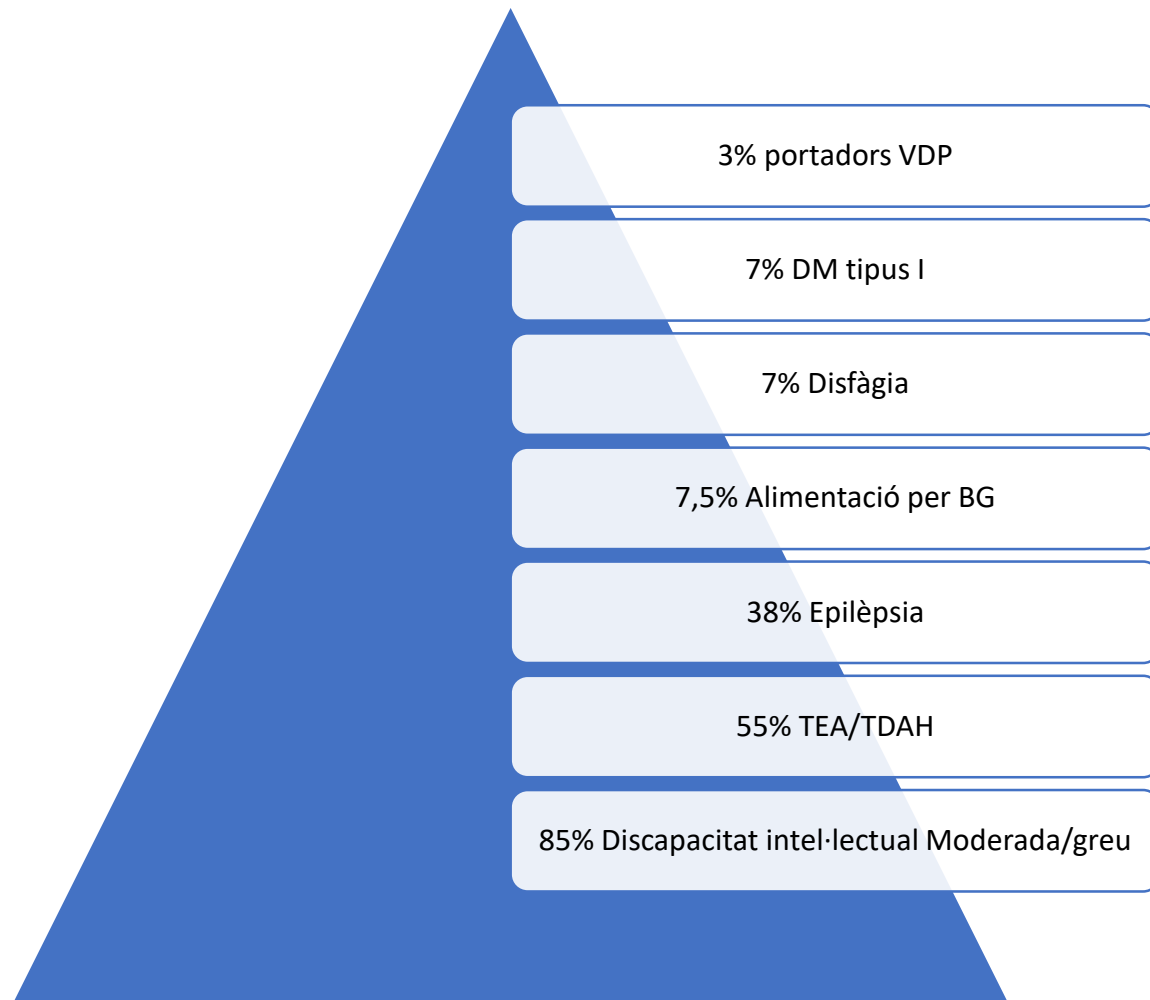 3% portadors VDP
7% DM tipus I
7% Disfàgia
7,5% Alimentació per BG
38% Epilèpsia
55% TEA/TDAH
85% Discapacitat intel·lectual Moderada/greu